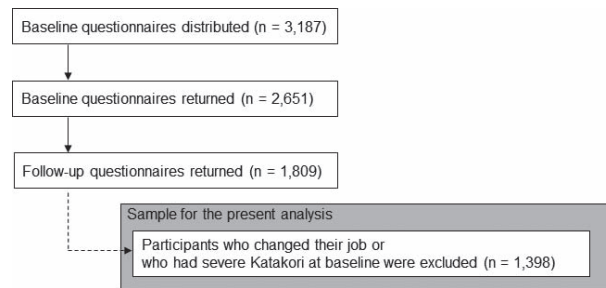 Baseline questionnaires distributed (n = 3,187)
Baseline questionnaires returned (n = 2,651)
Follow-up questionnaires returned (n = 1,809)
Sample for the present analysis
Participants who changed their job or
who had severe Katakori at baseline were excluded (n = 1,398)